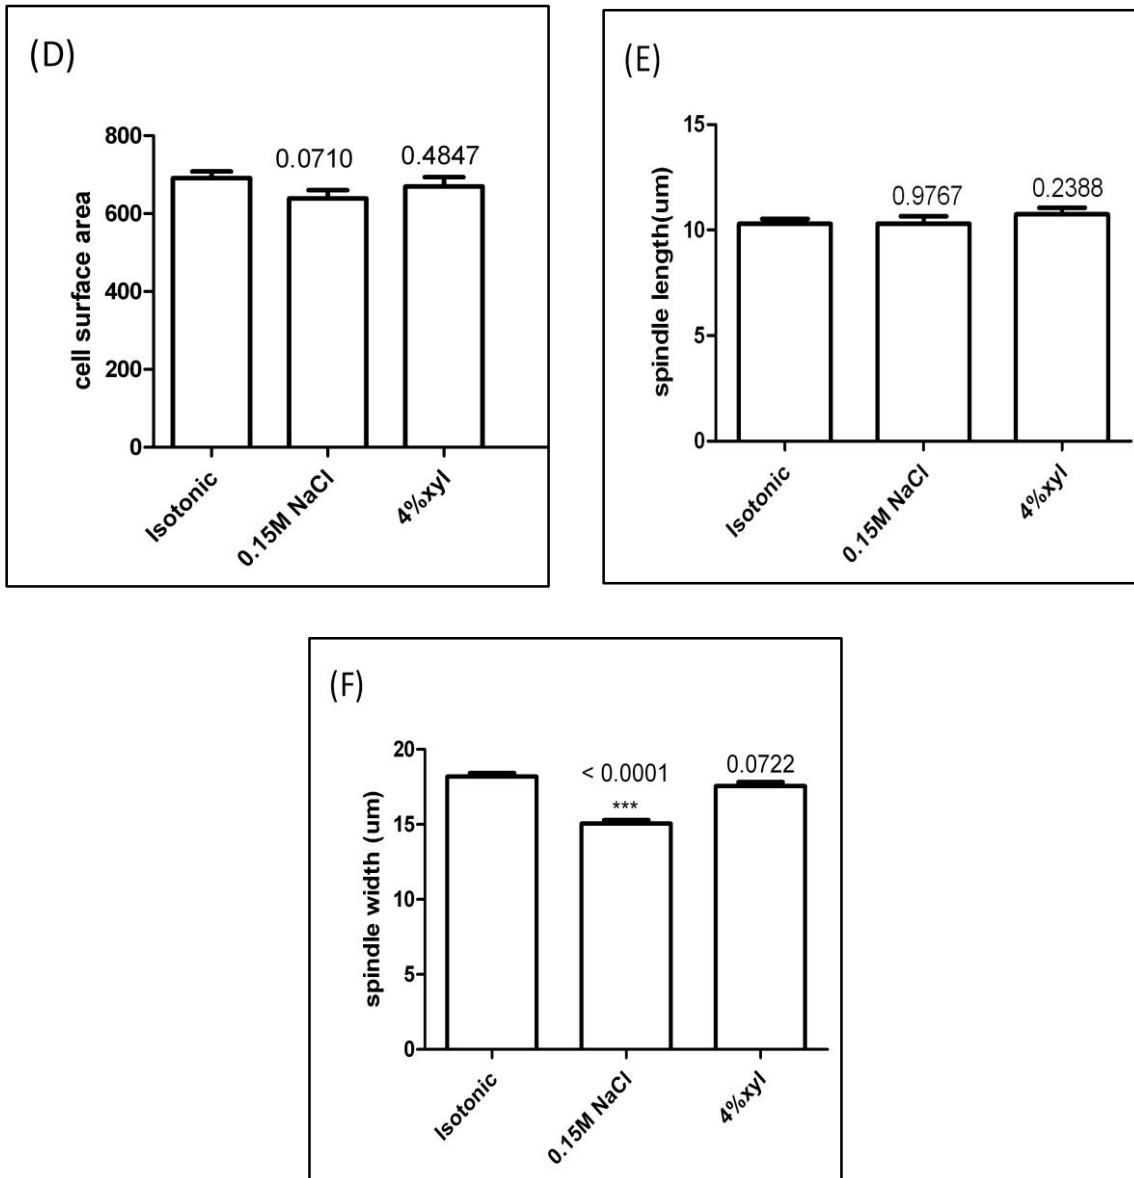 (D)
cell surface area
800
600
400
200
0
0.0710
0.4847
Isotonic
0.15M NaCl
4%xyl
(E)
spindle length(um)
15
10
5
0
0.9767
0.2388
Isotonic
0.15M NaCl
4%xyl
(F)
spindle width (um)
20
15
10
5
0
< 0.0001
***
0.0722
Isotonic
0.15M NaCl
4%xyl